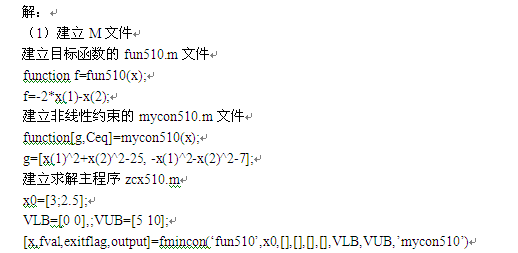 解：
（1）建立 M 文件
建立目标函数的 fun510.m 文件
function f=fun510(x);
f=-2*x(1)-x(2);
建立非线性约束的 mycon510.m 文件
function[g,Ceq]=mycon510(x);
g=[x(1)^2+x(2)^2-25, -x(1)^2-x(2)^2-7];
建立求解主程序 zcx510.m
x0=[3;2.5];
VLB=[0 0],;VUB=[5 10];
[x,fval,exitflag,output]=fmincon(‘fun510’,x0,[],[],[],[],VLB,VUB,’mycon510’)